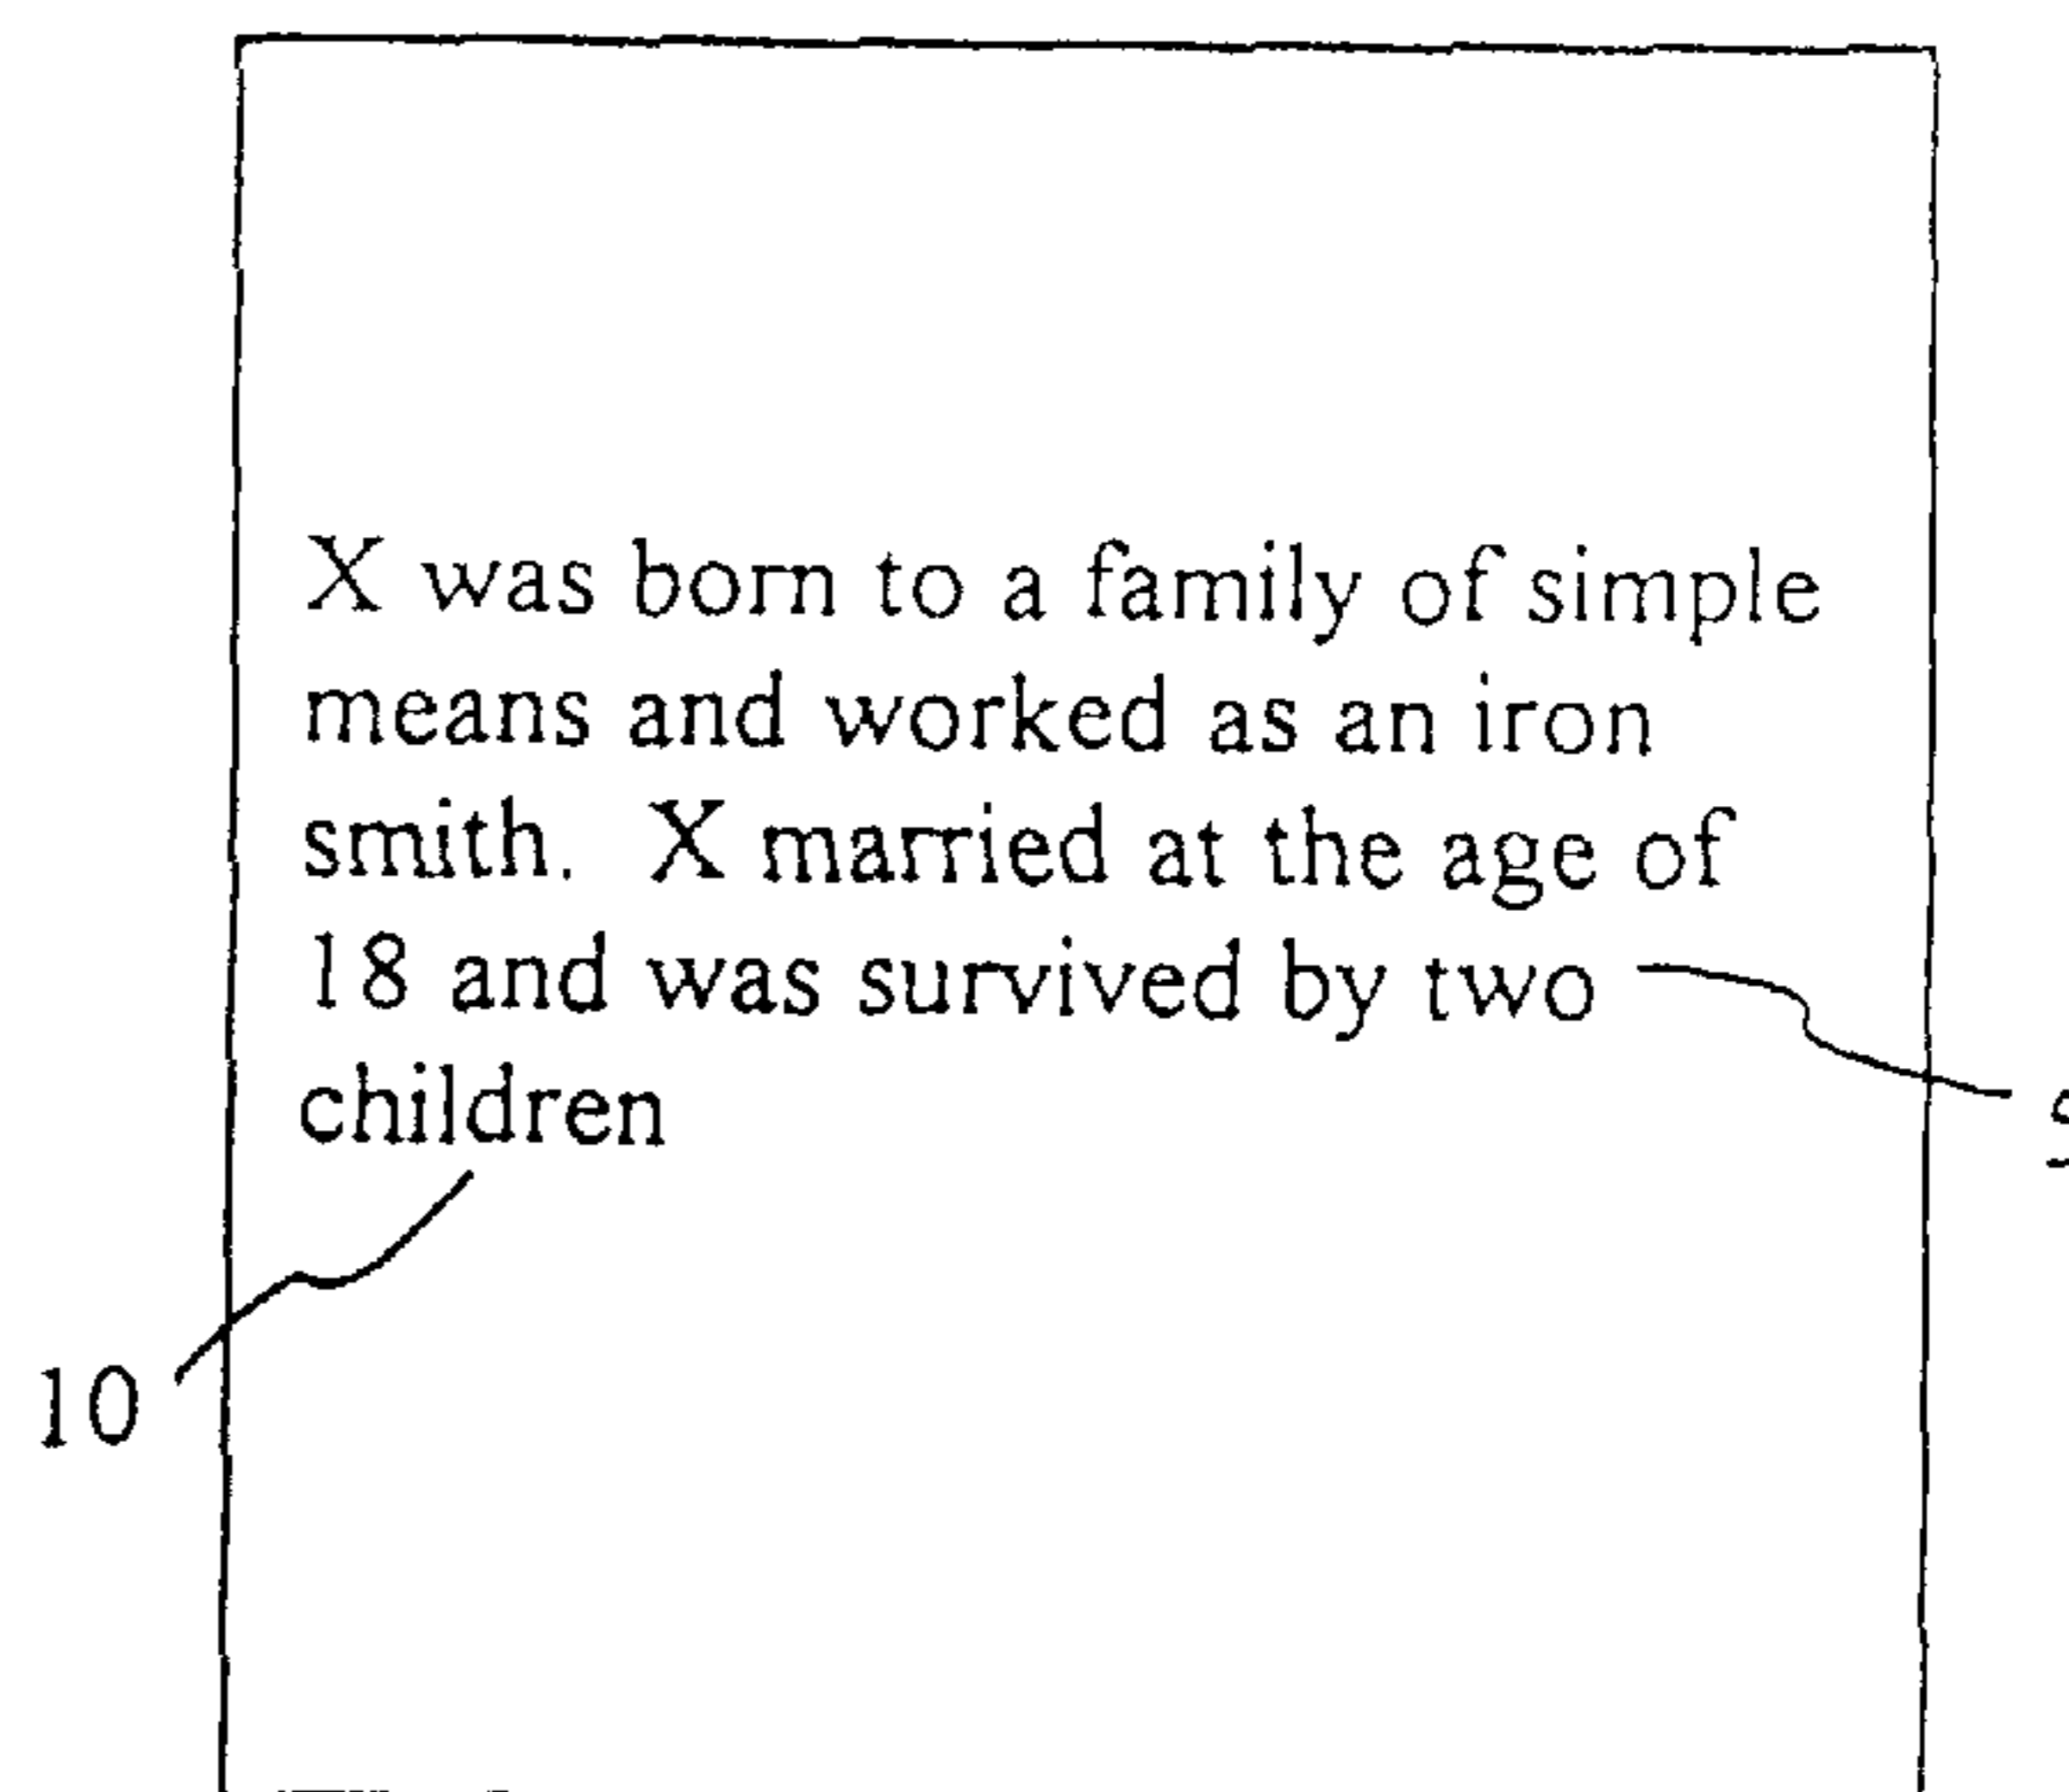 X was born to a family of simple
means and worked as an iron
smith. X married at the age of
18 and was survived by two
children
10